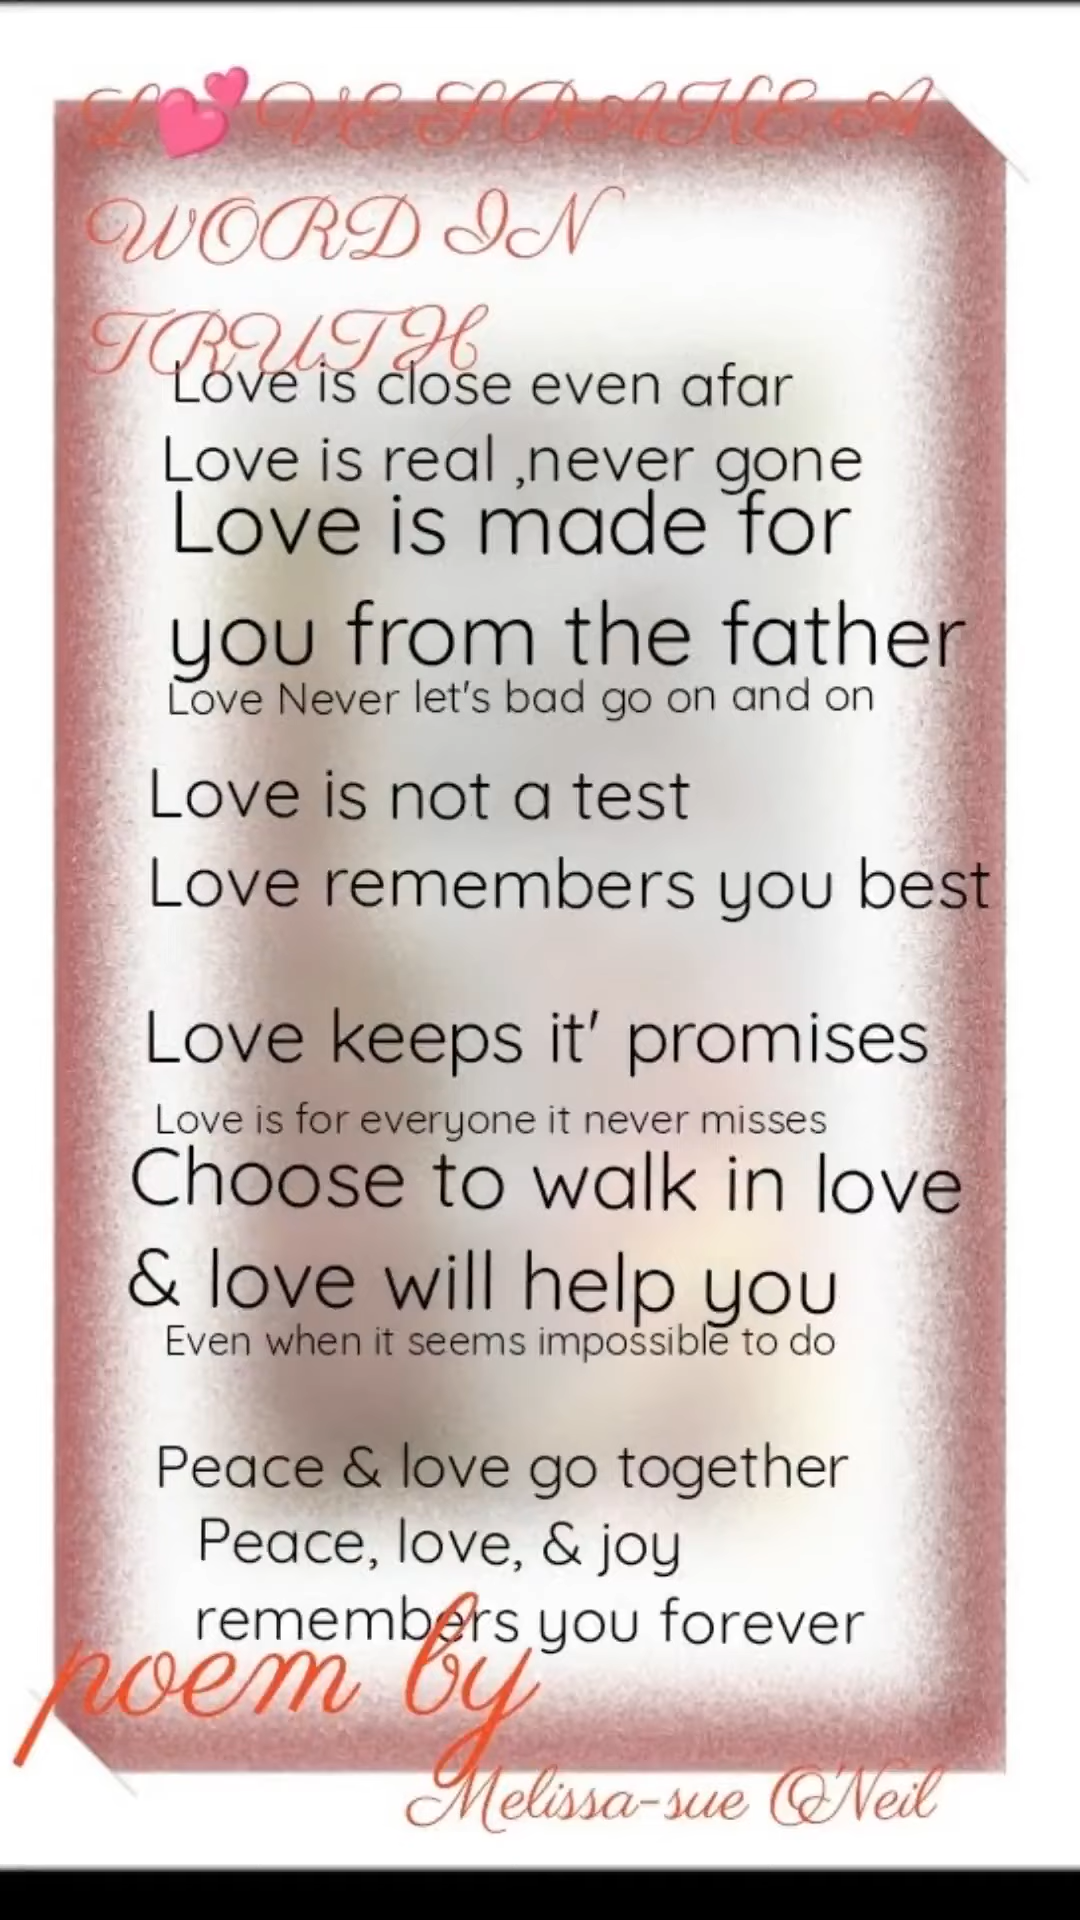 L💕VE SPAKE A
WORD IN
TRUTH
Love is close even afar
Love is real ,never gone
Love is made for
you from the father
Love Never let's bad go on and on
Love is not a test
Love remembers you best
Love keeps it' promises
Love is for everyone it never misses
Choose to walk in love
& love will help you
Even when it seems impossible to do
Peace & love go together
Peace, love, & joy
remembers you forever
poem by
Melissa-sue O'Neil